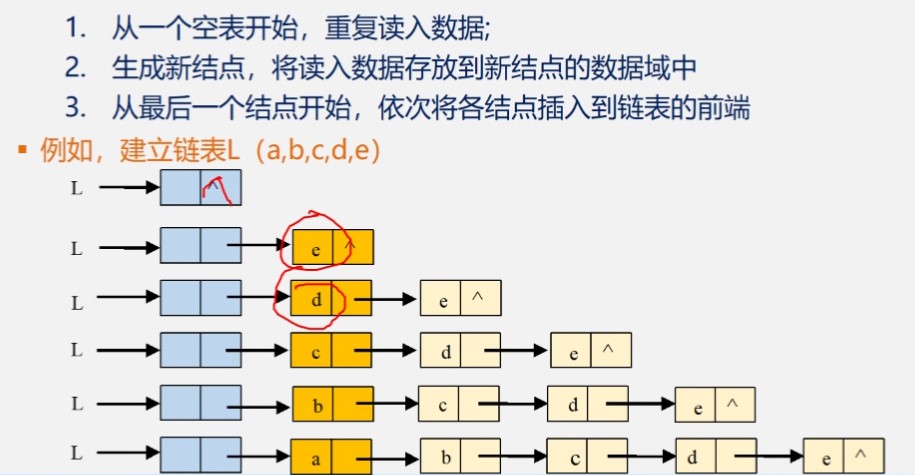 1. 从一个空表开始，重复读入数据;
2. 生成新结点，将读入数据存放到新结点的数据域中
3. 从最后一个结点开始，依次将各结点插入到链表的前端
▪ 例如，建立链表L（a,b,c,d,e）
L ^
L e ^
L d e ^
L c d e ^
L b c d e ^
L a b c d e ^